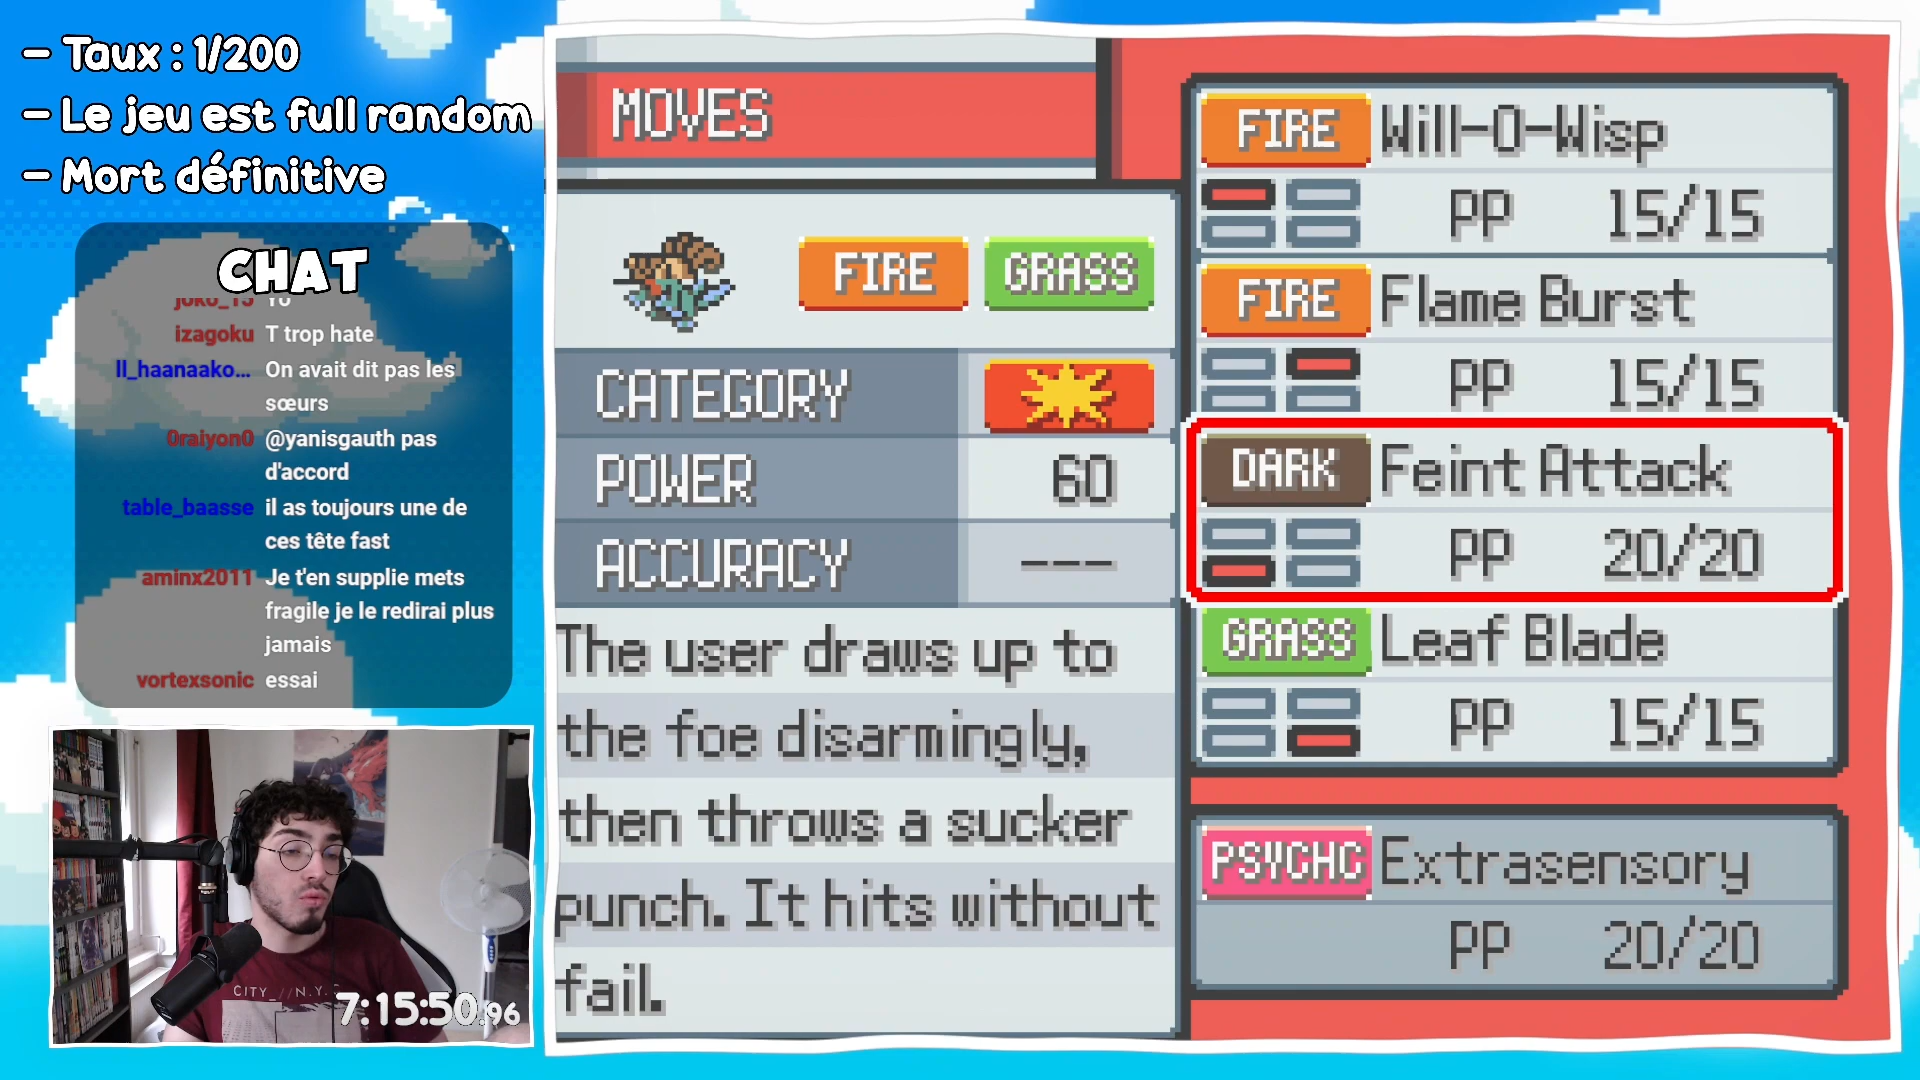 – Taux : 1/200
– Le jeu est full random
– Mort définitive
CHAT
joko_15 Yo
izagoku T trop hate
ll_haanaako... On avait dit pas les
sœurs
0raiyon0 @yanisgauth pas
d'accord
table_baasse il as toujours une de
ces tête fast
aminx2011 Je t'en supplie mets
fragile je le redirai plus
jamais
vortexsonic essai
CITY_//N.Y.
7:15:50.96
MOVES
FIRE GRASS
CATEGORY
POWER 60
ACCURACY ---
The user draws up to
the foe disarmingly,
then throws a sucker
punch. It hits without
fail.
FIRE Will-O-Wisp
PP 15/15
FIRE Flame Burst
PP 15/15
DARK Feint Attack
PP 20/20
GRASS Leaf Blade
PP 15/15
PSYCHC Extrasensory
PP 20/20